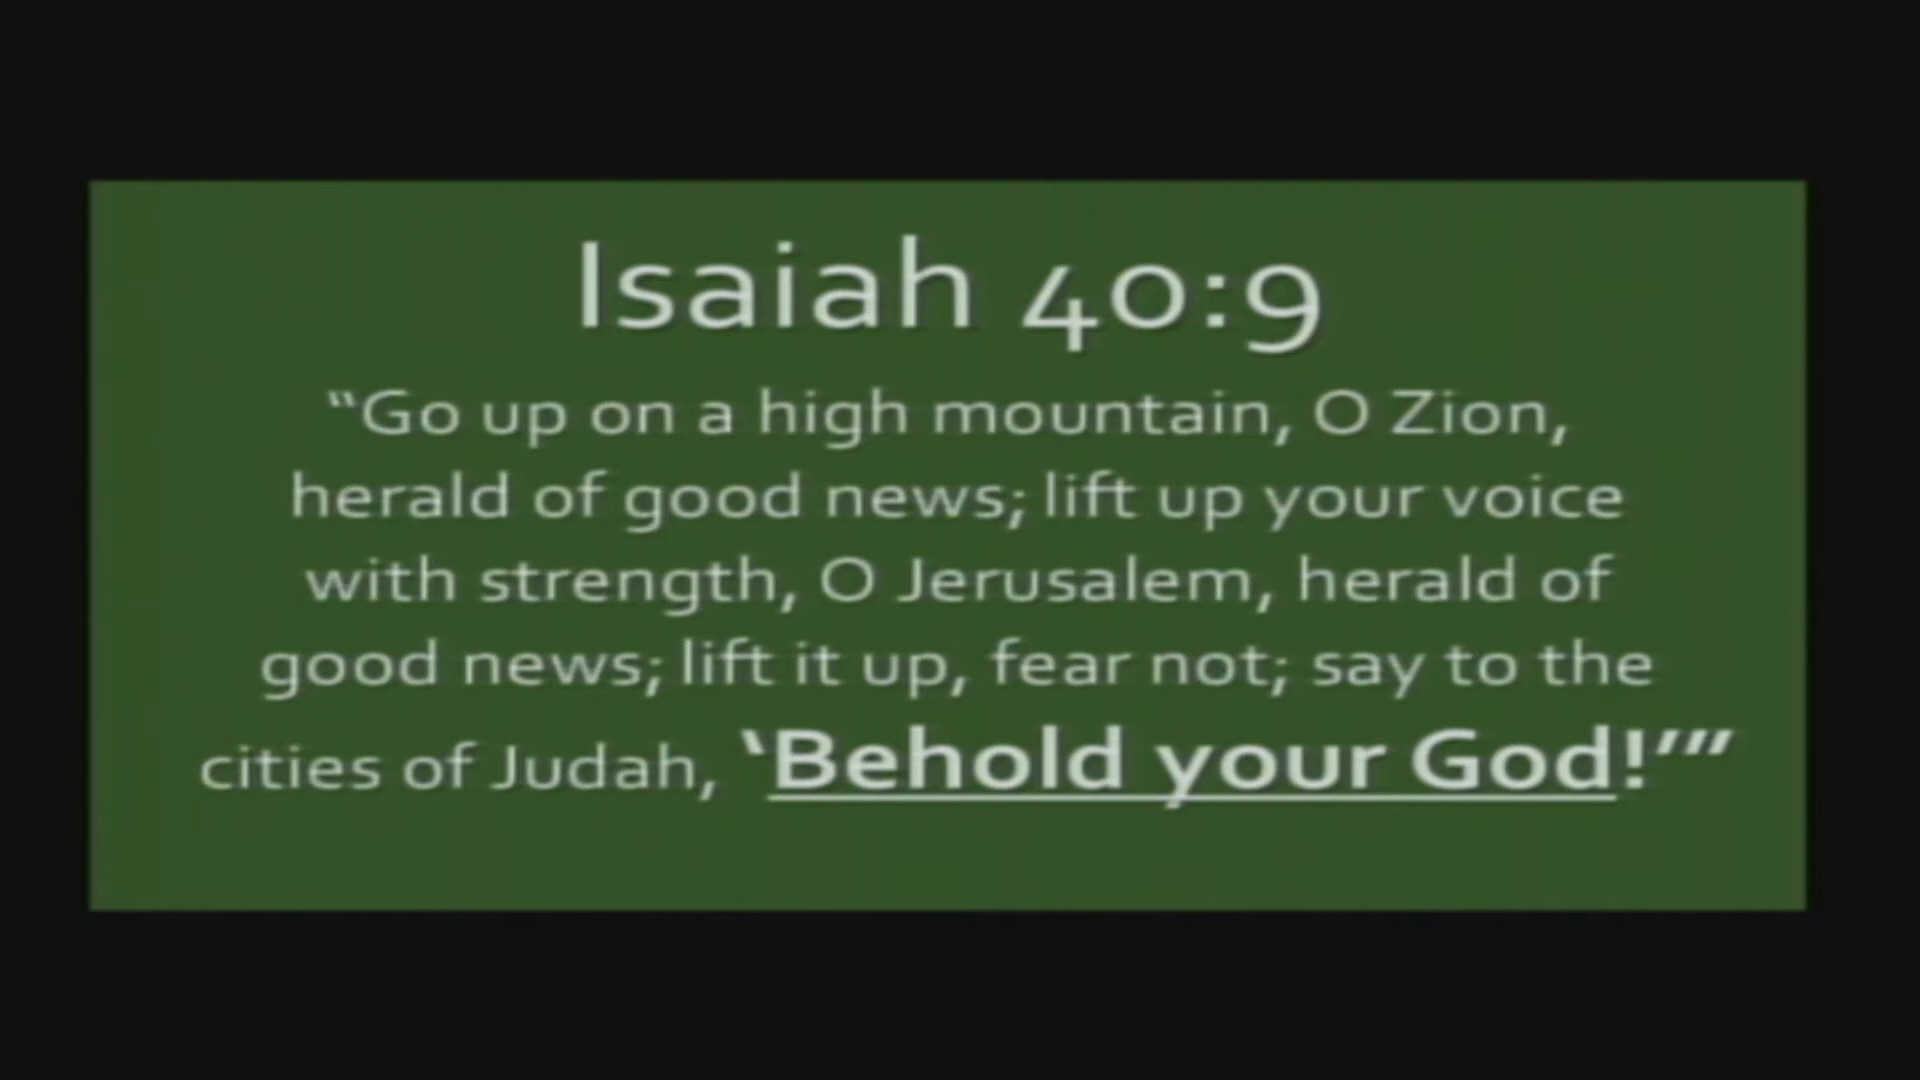 Isaiah 40:9
“Go up on a high mountain, O Zion,
herald of good news; lift up your voice
with strength, O Jerusalem, herald of
good news; lift it up, fear not; say to the
cities of Judah, ‘Behold your God!’”